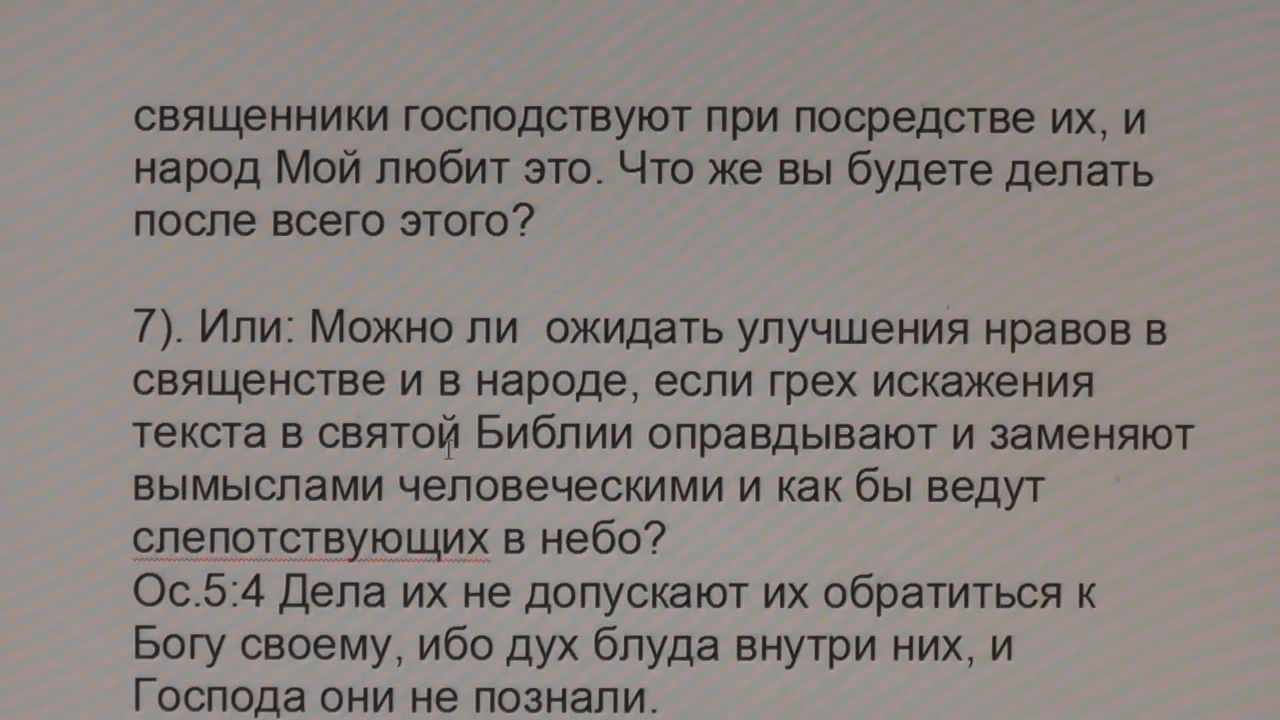 священники господствуют при посредстве их, и
народ Мой любит это. Что же вы будете делать
после всего этого?
7). Или: Можно ли  ожидать улучшения нравов в
священстве и в народе, если грех искажения
текста в святой Библии оправдывают и заменяют
вымыслами человеческими и как бы ведут
слепотствующих в небо?
Ос.5:4 Дела их не допускают их обратиться к
Богу своему, ибо дух блуда внутри них, и
Господа они не познали.